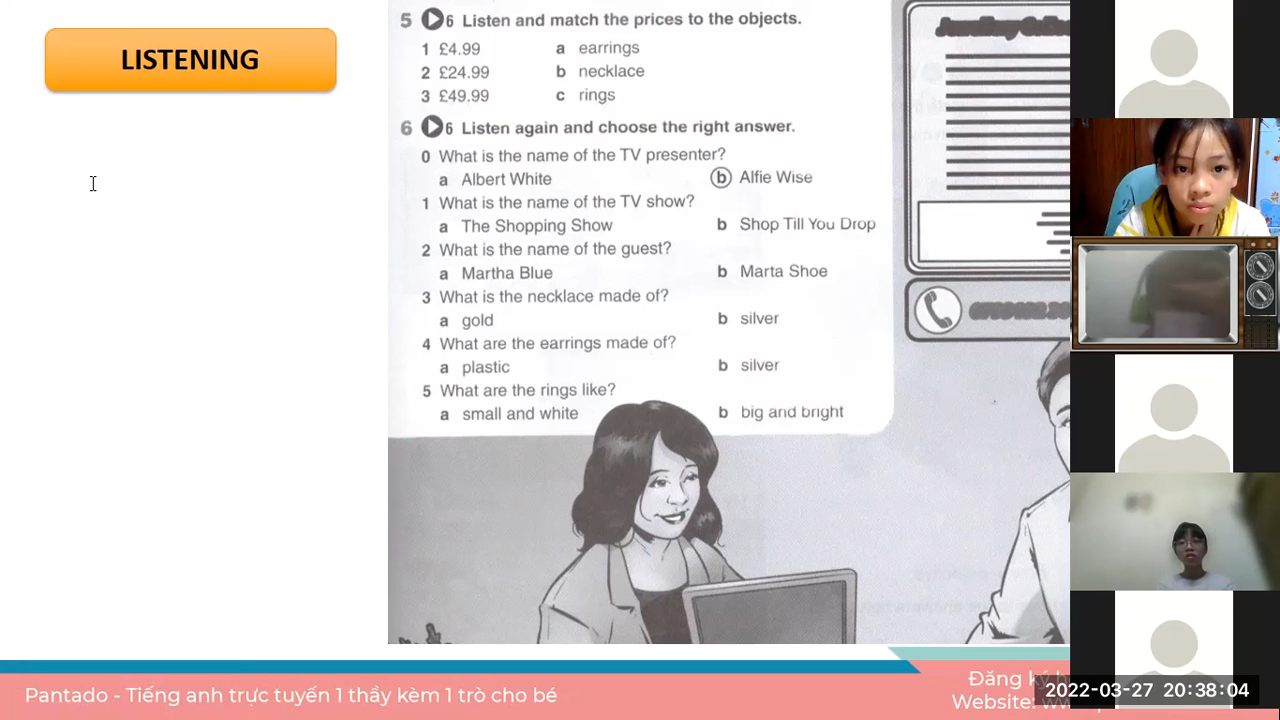 LISTENING
5 6 Listen and match the prices to the objects.
1 £4.99 a earrings
2 £24.99 b necklace
3 £49.99 c rings
6 6 Listen again and choose the right answer.
0 What is the name of the TV presenter?
a Albert White b Alfie Wise
1 What is the name of the TV show?
a The Shopping Show b Shop Till You Drop
2 What is the name of the guest?
a Martha Blue b Marta Shoe
3 What is the necklace made of?
a gold b silver
4 What are the earrings made of?
a plastic b silver
5 What are the rings like?
a small and white b big and bright
Pantado - Tiếng anh trực tuyến 1 thầy kèm 1 trò cho bé
Đăng ký
Website:
2022-03-27 20:38:04